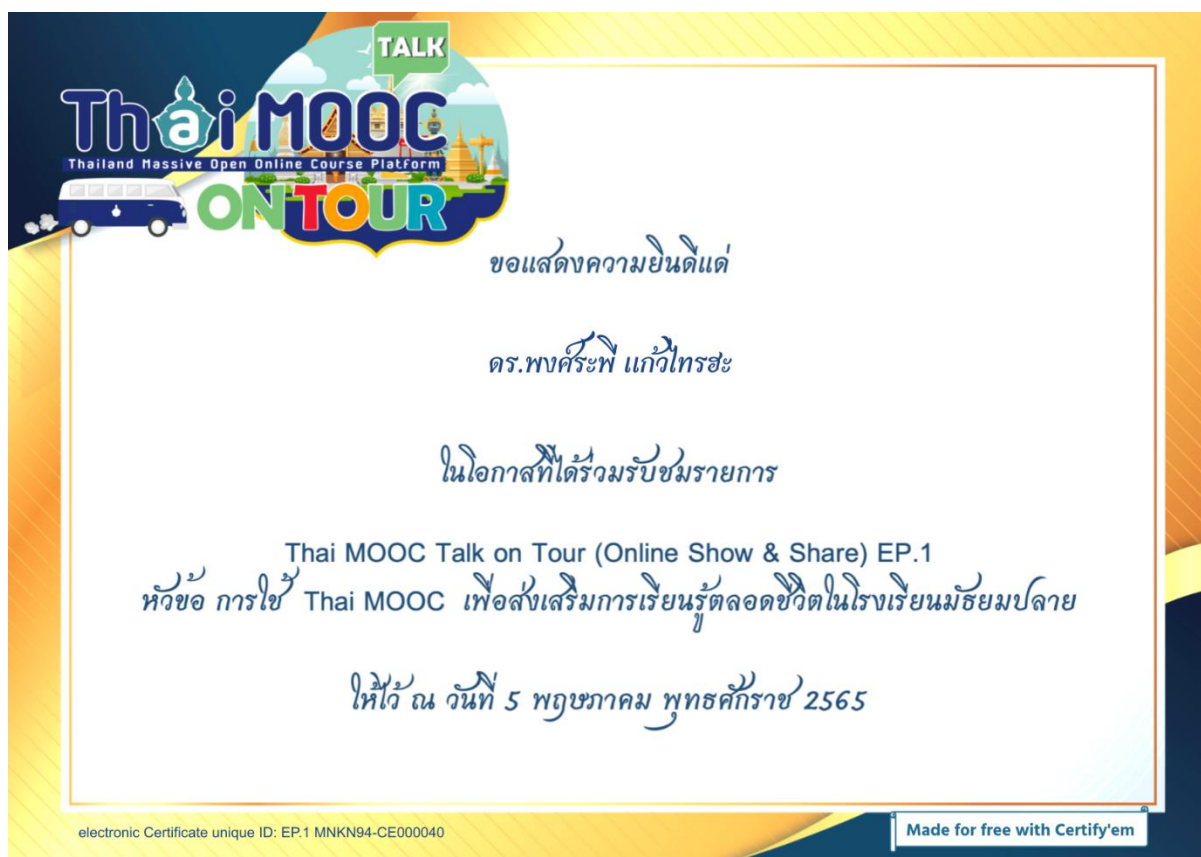 TALK
Thai MOOC
Thailand Massive Open Online Course Platform
ON TOUR
ขอแสดงความยินดีแด่
ดร.พงศ์ระพี แก้วไทรฮะ
ในโอกาสที่ได้ร่วมรับชมรายการ
Thai MOOC Talk on Tour (Online Show & Share) EP.1
หัวข้อ การใช้ Thai MOOC เพื่อส่งเสริมการเรียนรู้ตลอดชีวิตในโรงเรียนมัธยมปลาย
ให้ไว้ ณ วันที่ 5 พฤษภาคม พุทธศักราช 2565
electronic Certificate unique ID: EP.1 MNKN94-CE000040
Made for free with Certify'em